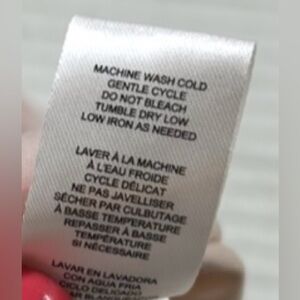 MACHINE WASH COLD
GENTLE CYCLE
DO NOT BLEACH
TUMBLE DRY LOW
LOW IRON AS NEEDED
LAVER À LA MACHINE
À L'EAU FROIDE
CYCLE DÉLICAT
NE PAS JAVELLISER
SÉCHER PAR CULBUTAGE
À BASSE TEMPÉRATURE
REPASSER À BASSE
TEMPÉRATURE
SI NÉCESSAIRE
LAVAR EN LAVADORA
CON AGUA FRIA
CICLO DELICADO